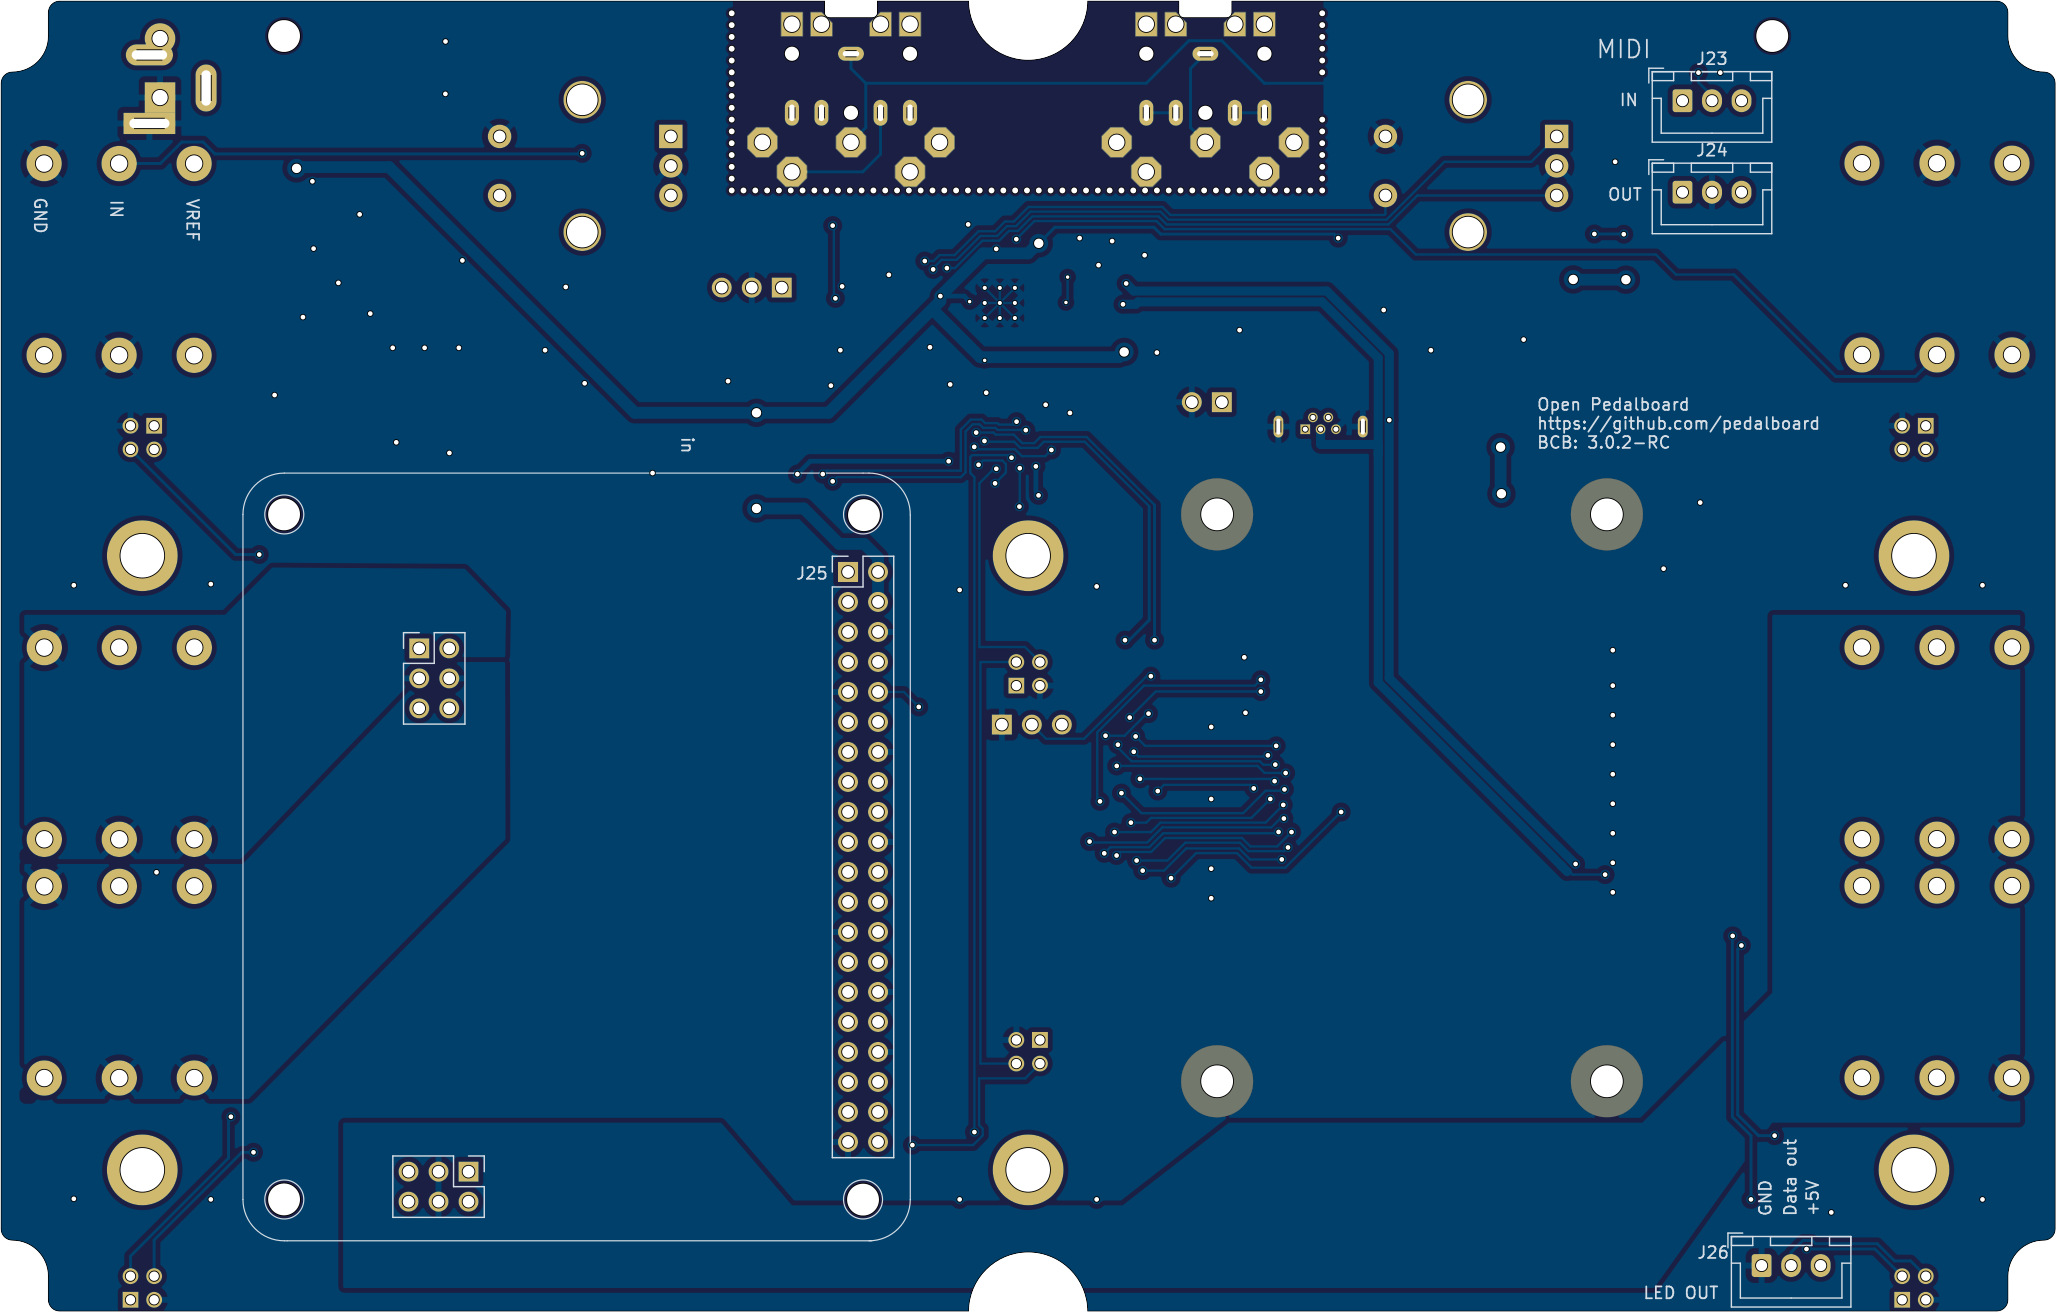 MIDI
J23
IN
J24
OUT
GND
IN
VREF
Open Pedalboard
https://github.com/pedalboard
BCB: 3.0.2-RC
in
J25
GND
Data out
+5V
J26
LED OUT